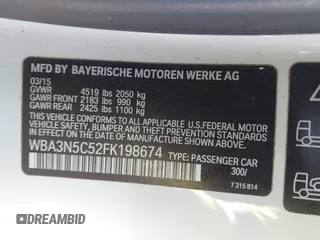 MFD BY BAYERISCHE MOTOREN WERKE AG
03/15
GVWR 4519 lbs 2050 kg
GAWR FRONT 2183 lbs 990 kg
GAWR REAR 2425 lbs 1100 kg
THIS VEHICLE CONFORMS TO ALL APPLICABLE U.S. FEDERAL MOTOR
VEHICLE SAFETY, BUMPER, AND THEFT PREVENTION STANDARDS
IN EFFECT ON THE DATE OF MANUFACTURE SHOWN ABOVE.
WBA3N5C52FK198674 TYPE: PASSENGER CAR
300/
7 315 814
DEALERS CHOICE